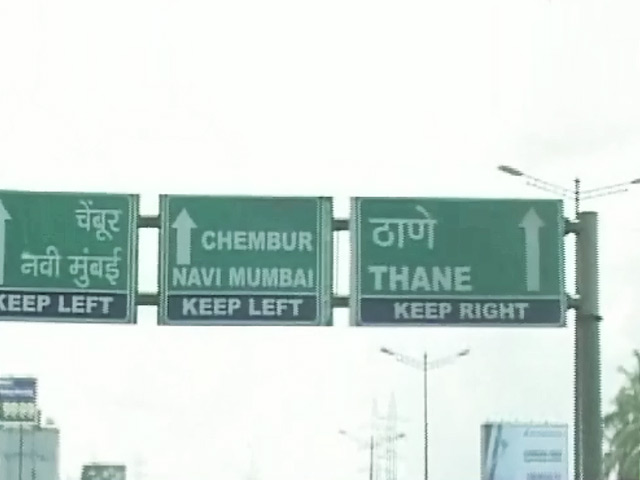 चेंबूर
नवी मुंबई
KEEP LEFT
CHEMBUR
NAVI MUMBAI
KEEP LEFT
ठाणे
THANE
KEEP RIGHT